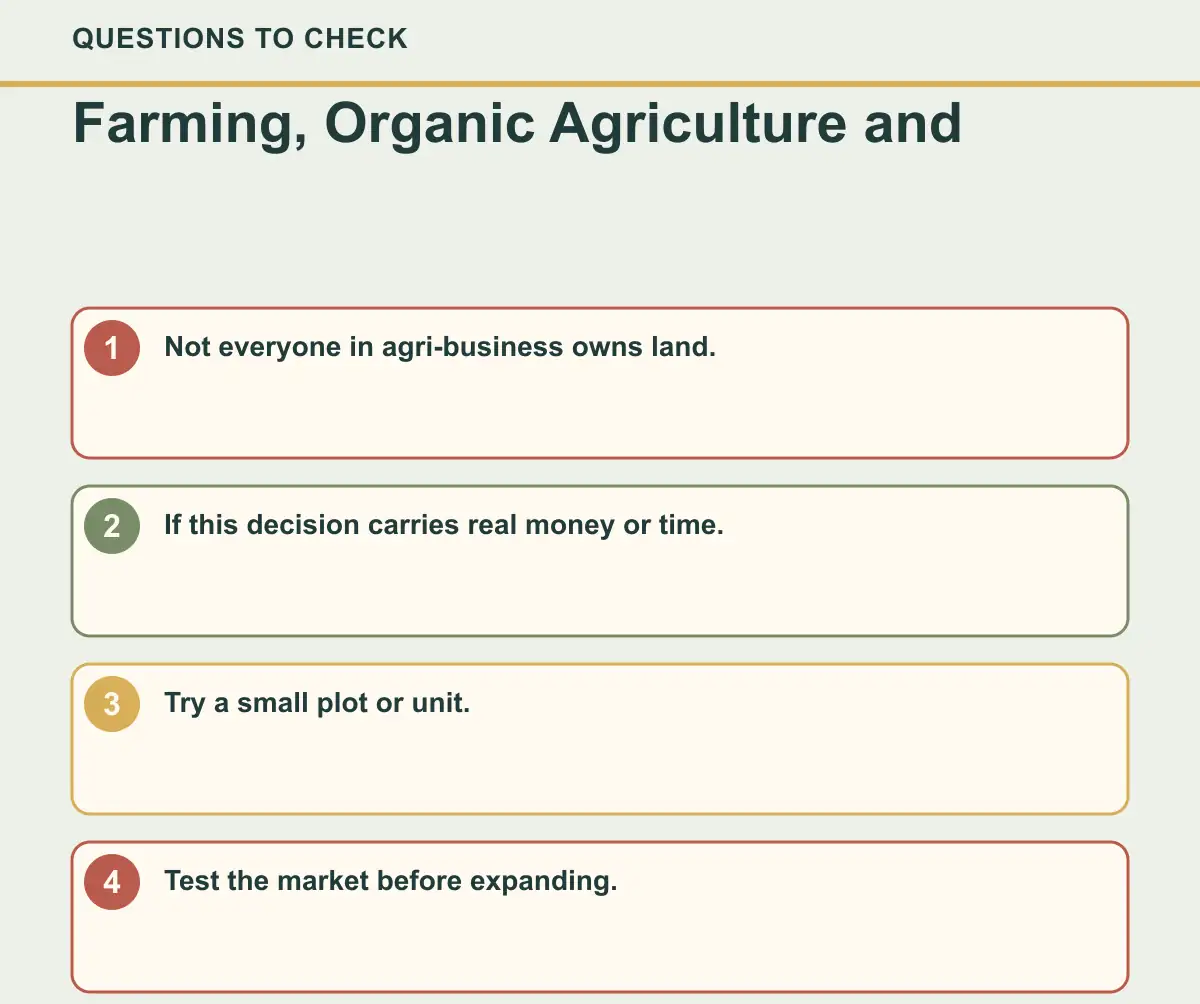 QUESTIONS TO CHECK
Farming, Organic Agriculture and
1 Not everyone in agri-business owns land.
2 If this decision carries real money or time.
3 Try a small plot or unit.
4 Test the market before expanding.